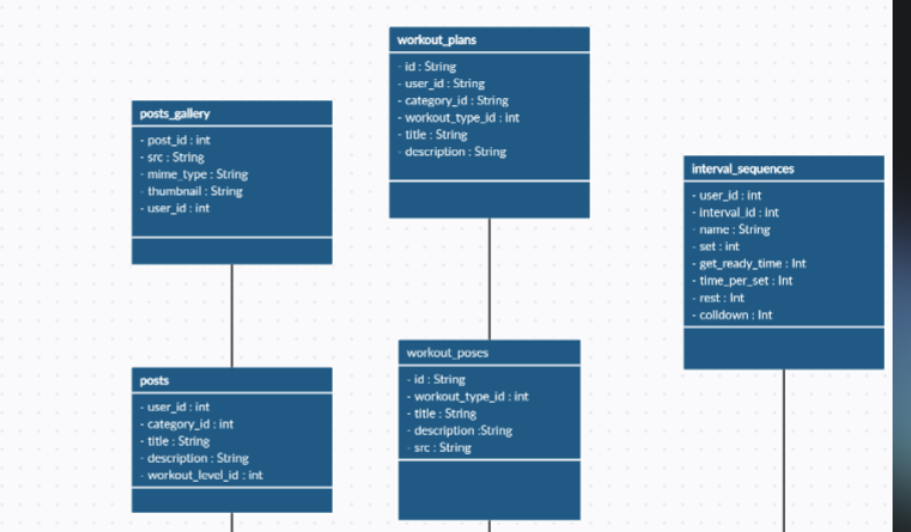 workout_plans
- id : String
- user_id : String
- category_id : String
- workout_type_id : int
- title : String
- description : String
posts_gallery
- post_id : int
- src : String
- mime_type : String
- thumbnail : String
- user_id : int
interval_sequences
- user_id : int
- interval_id : Int
- name : String
- set : int
- get_ready_time : Int
- time_per_set : Int
- rest : Int
- colldown : Int
workout_poses
- id : String
- workout_type_id : int
- title : String
- description :String
- src : String
posts
- user_id : int
- category_id : int
- title : String
- description : String
- workout_level_id : int